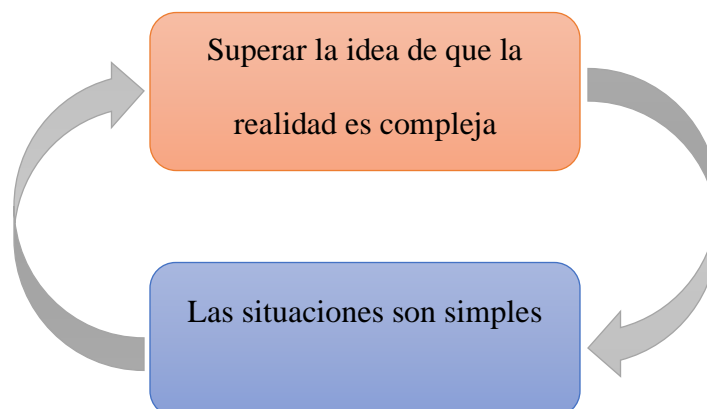 Superar la idea de que la
realidad es compleja
Las situaciones son simples